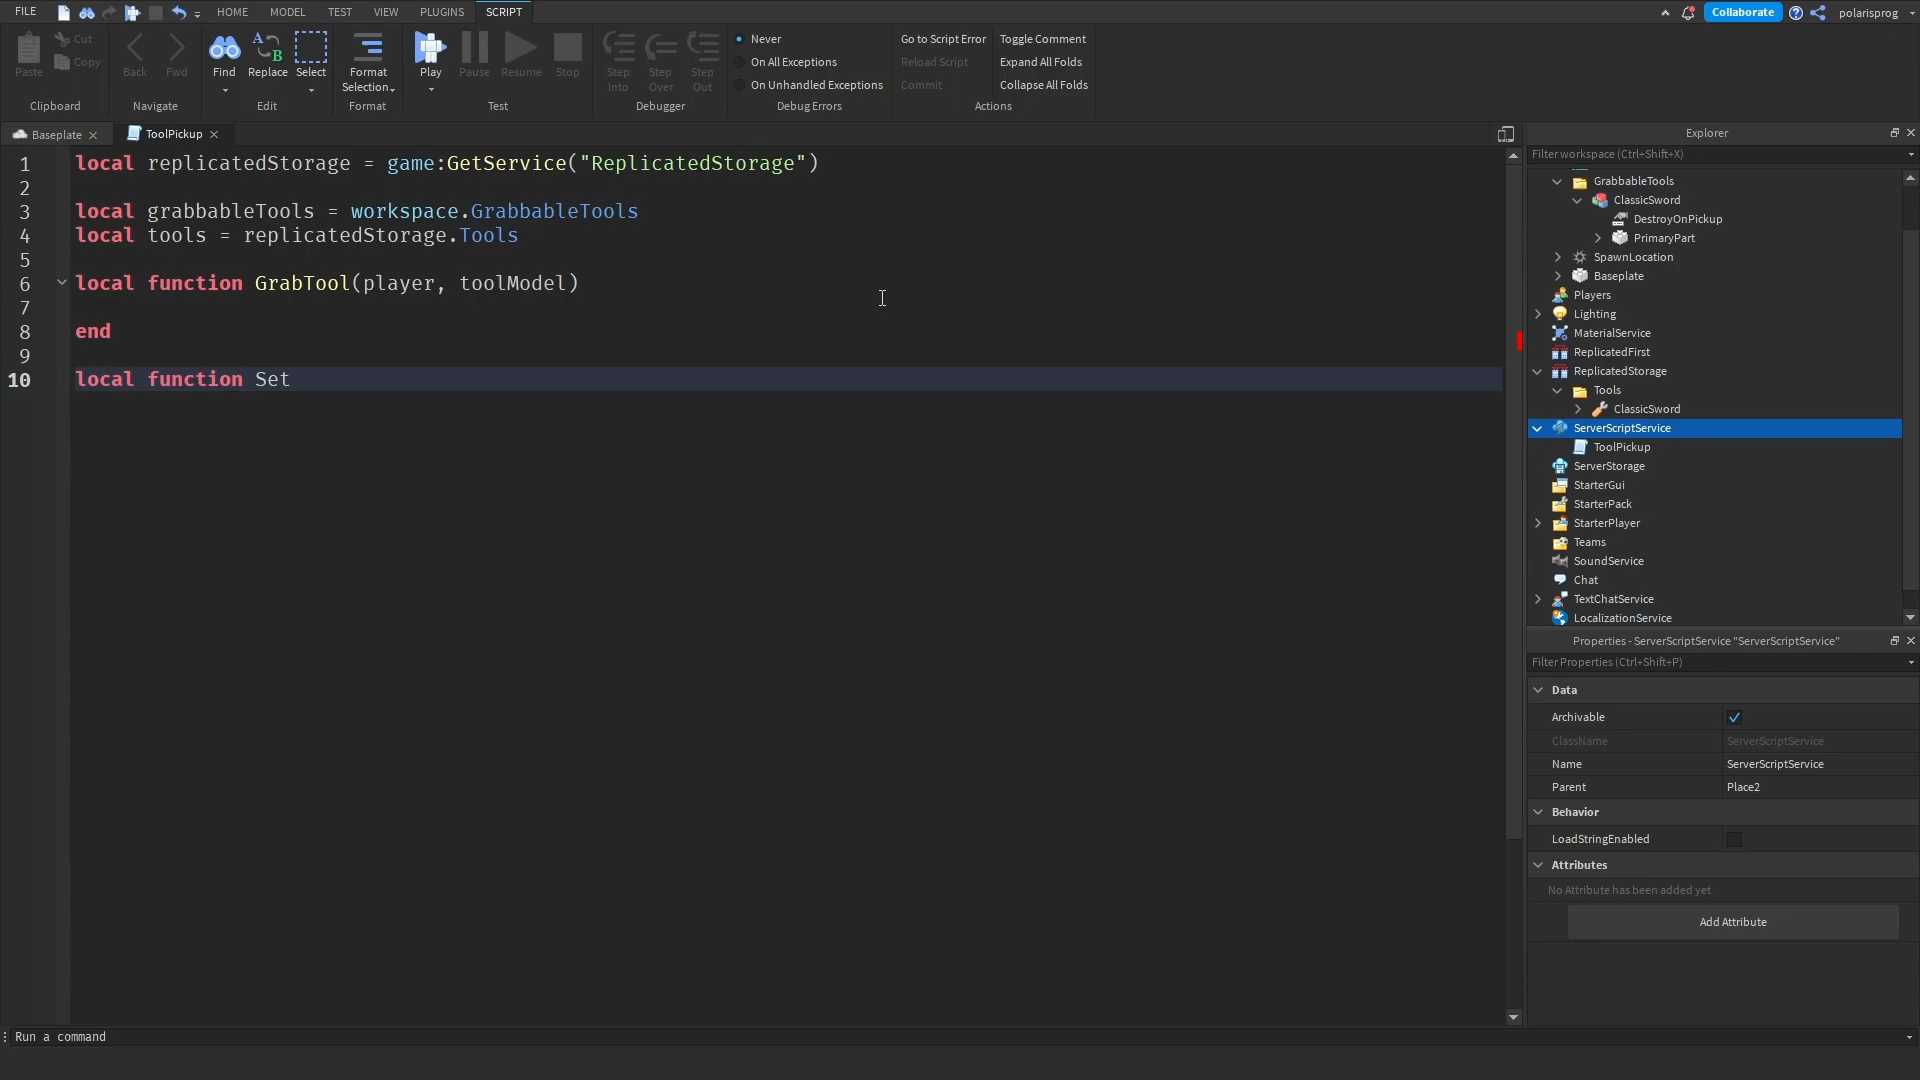 FILE
HOME
MODEL
TEST
VIEW
PLUGINS
SCRIPT
Collaborate
polarisprog
Paste
Cut
Copy
Clipboard
Back
Fwd
Navigate
Find
Replace
Select
Edit
Format
Selection
Format
Play
Pause
Resume
Stop
Test
Step
Into
Step
Over
Step
Out
Debugger
Never
On All Exceptions
On Unhandled Exceptions
Debug Errors
Go to Script Error
Reload Script
Commit
Toggle Comment
Expand All Folds
Collapse All Folds
Actions
Baseplate
ToolPickup
1 local replicatedStorage = game:GetService("ReplicatedStorage")
2
3 local grabbableTools = workspace.GrabbableTools
4 local tools = replicatedStorage.Tools
5
6 local function GrabTool(player, toolModel)
7
8 end
9
10 local function Set
Explorer
Filter workspace (Ctrl+Shift+X)
GrabbableTools
ClassicSword
DestroyOnPickup
PrimaryPart
SpawnLocation
Baseplate
Players
Lighting
MaterialService
ReplicatedFirst
ReplicatedStorage
Tools
ClassicSword
ServerScriptService
ToolPickup
ServerStorage
StarterGui
StarterPack
StarterPlayer
Teams
SoundService
Chat
TextChatService
LocalizationService
Properties - ServerScriptService "ServerScriptService"
Filter Properties (Ctrl+Shift+P)
Data
Archivable
ClassName ServerScriptService
Name ServerScriptService
Parent Place2
Behavior
LoadStringEnabled
Attributes
No Attribute has been added yet
Add Attribute
Run a command